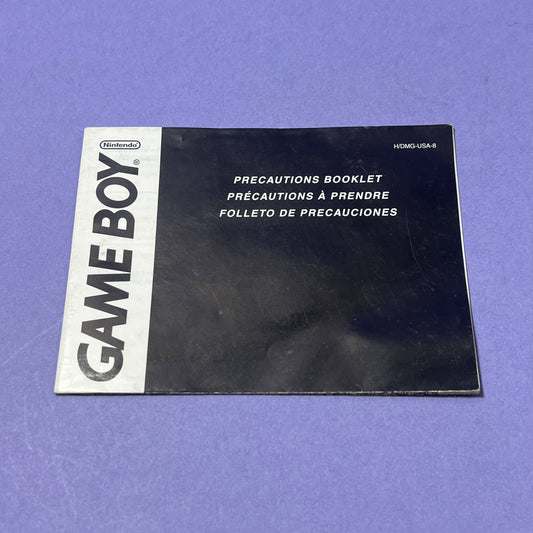 Nintendo
GAME BOY®
H/DMG-USA-8
PRECAUTIONS BOOKLET
PRÉCAUTIONS À PRENDRE
FOLLETO DE PRECAUCIONES